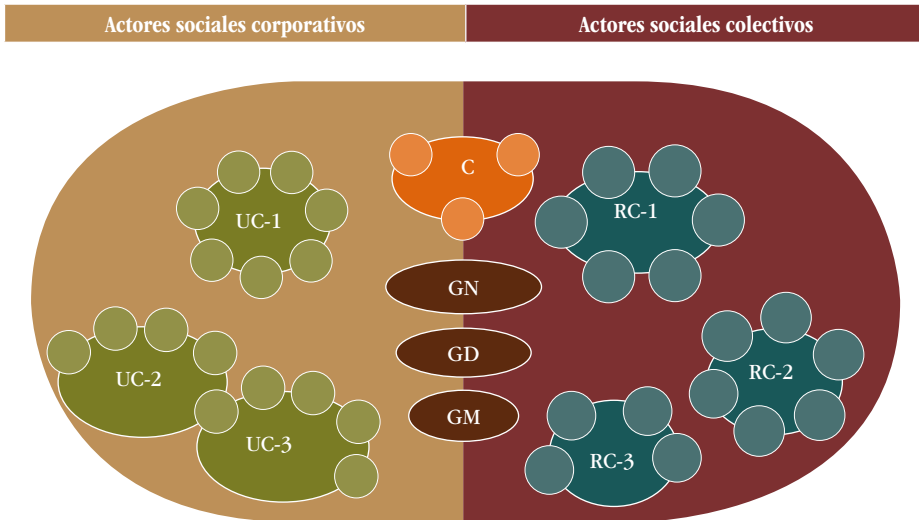 Actores sociales corporativos
Actores sociales colectivos
C
UC-1
RC-1
GN
GD
UC-2
RC-2
GM
UC-3
RC-3